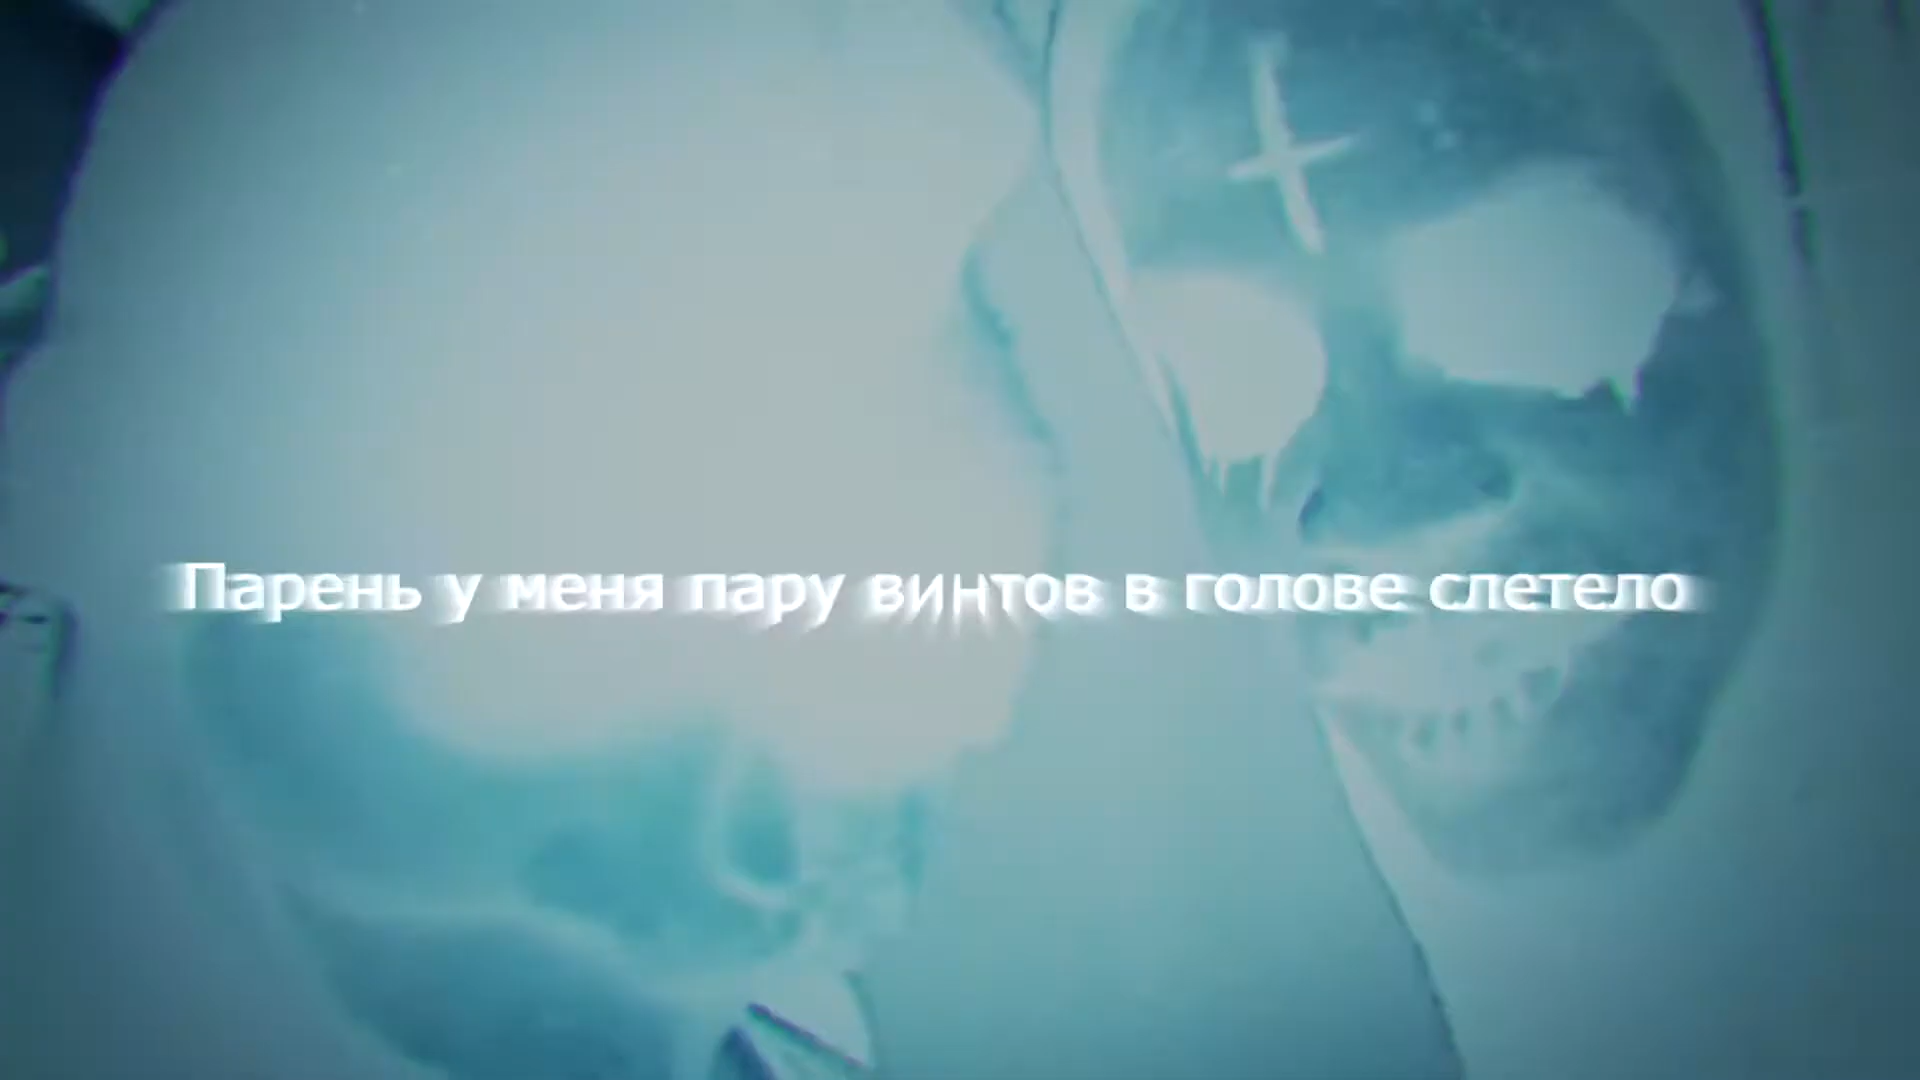 Парень у меня пару винтов в голове слетело